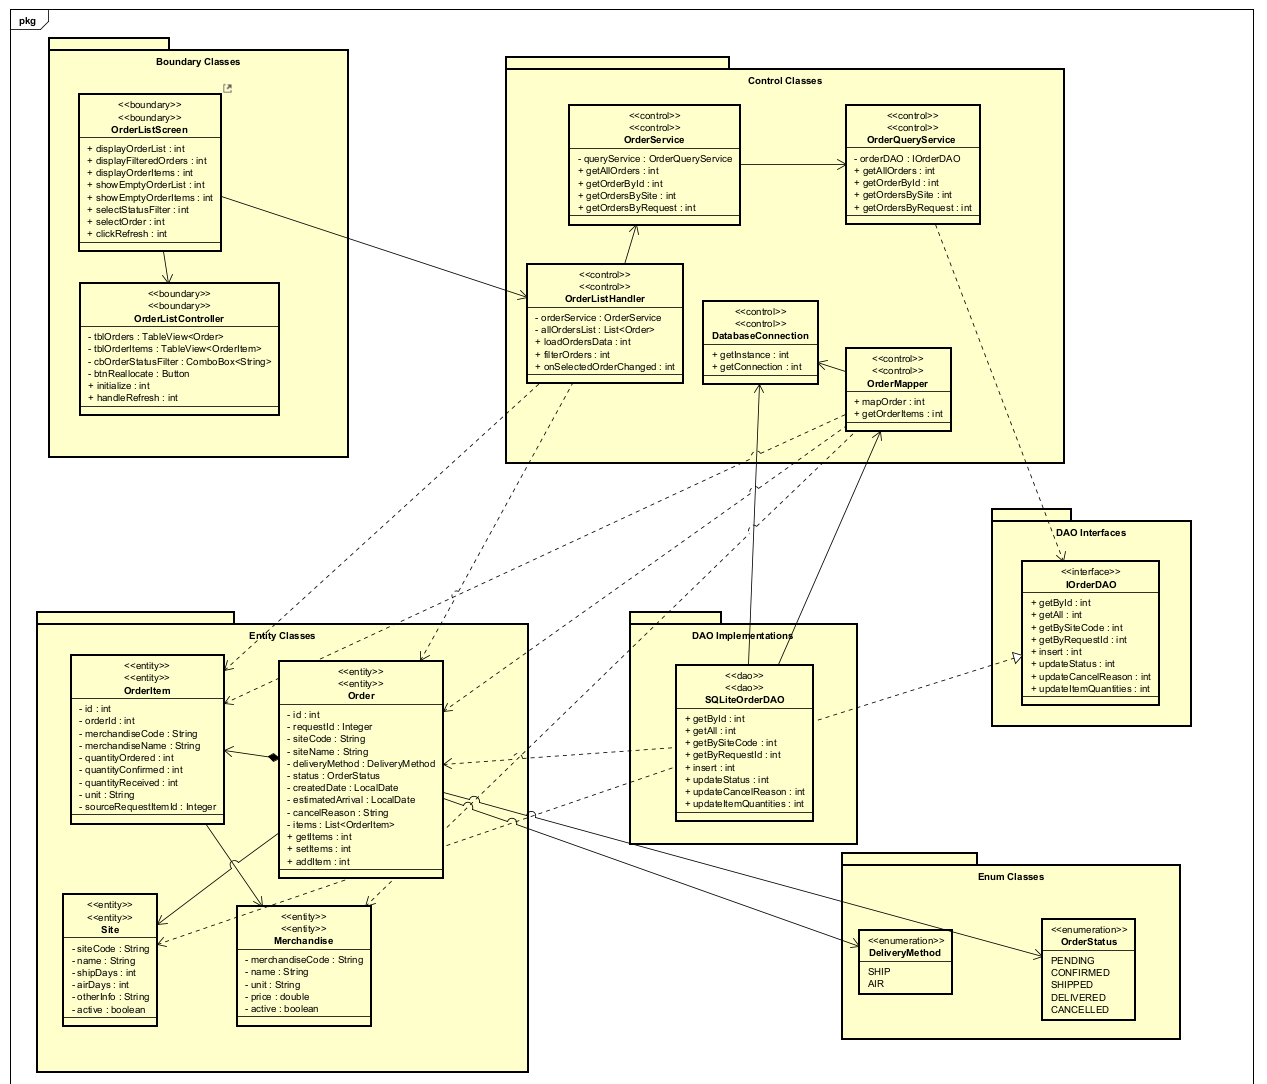 pkg
Boundary Classes
<<boundary>>
<<boundary>>
OrderListScreen
+ displayOrderList : int
+ displayFilteredOrders : int
+ displayOrderItems : int
+ showEmptyOrderList : int
+ showEmptyOrderItems : int
+ selectStatusFilter : int
+ selectOrder : int
+ clickRefresh : int
<<boundary>>
<<boundary>>
OrderListController
- tblOrders : TableView<Order>
- tblOrderItems : TableView<OrderItem>
- cbOrderStatusFilter : ComboBox<String>
- btnReallocate : Button
+ initialize : int
+ handleRefresh : int
Control Classes
<<control>>
<<control>>
OrderService
- queryService : OrderQueryService
+ getAllOrders : int
+ getOrderById : int
+ getOrdersBySite : int
+ getOrdersByRequest : int
<<control>>
<<control>>
OrderQueryService
- orderDAO : IOrderDAO
+ getAllOrders : int
+ getOrderById : int
+ getOrdersBySite : int
+ getOrdersByRequest : int
<<control>>
<<control>>
OrderListHandler
- orderService : OrderService
- allOrdersList : List<Order>
+ loadOrdersData : int
+ filterOrders : int
+ onSelectedOrderChanged : int
<<control>>
<<control>>
DatabaseConnection
+ getInstance : int
+ getConnection : int
<<control>>
<<control>>
OrderMapper
+ mapOrder : int
+ getOrderItems : int
DAO Interfaces
<<interface>>
IOrderDAO
+ getById : int
+ getAll : int
+ getBySiteCode : int
+ getByRequestId : int
+ insert : int
+ updateStatus : int
+ updateCancelReason : int
+ updateItemQuantities : int
Entity Classes
<<entity>>
<<entity>>
OrderItem
- id : int
- orderId : int
- merchandiseCode : String
- merchandiseName : String
- quantityOrdered : int
- quantityConfirmed : int
- quantityReceived : int
- unit : String
- sourceRequestItemId : Integer
<<entity>>
<<entity>>
Order
- id : int
- requestId : Integer
- siteCode : String
- siteName : String
- deliveryMethod : DeliveryMethod
- status : OrderStatus
- createdDate : LocalDate
- estimatedArrival : LocalDate
- cancelReason : String
- items : List<OrderItem>
+ getItems : int
+ setItems : int
+ addItem : int
<<entity>>
<<entity>>
Site
- siteCode : String
- name : String
- shipDays : int
- airDays : int
- otherInfo : String
- active : boolean
<<entity>>
<<entity>>
Merchandise
- merchandiseCode : String
- name : String
- unit : String
- price : double
- active : boolean
DAO Implementations
<<dao>>
<<dao>>
SQLiteOrderDAO
+ getById : int
+ getAll : int
+ getBySiteCode : int
+ getByRequestId : int
+ insert : int
+ updateStatus : int
+ updateCancelReason : int
+ updateItemQuantities : int
Enum Classes
<<enumeration>>
DeliveryMethod
SHIP
AIR
<<enumeration>>
OrderStatus
PENDING
CONFIRMED
SHIPPED
DELIVERED
CANCELLED